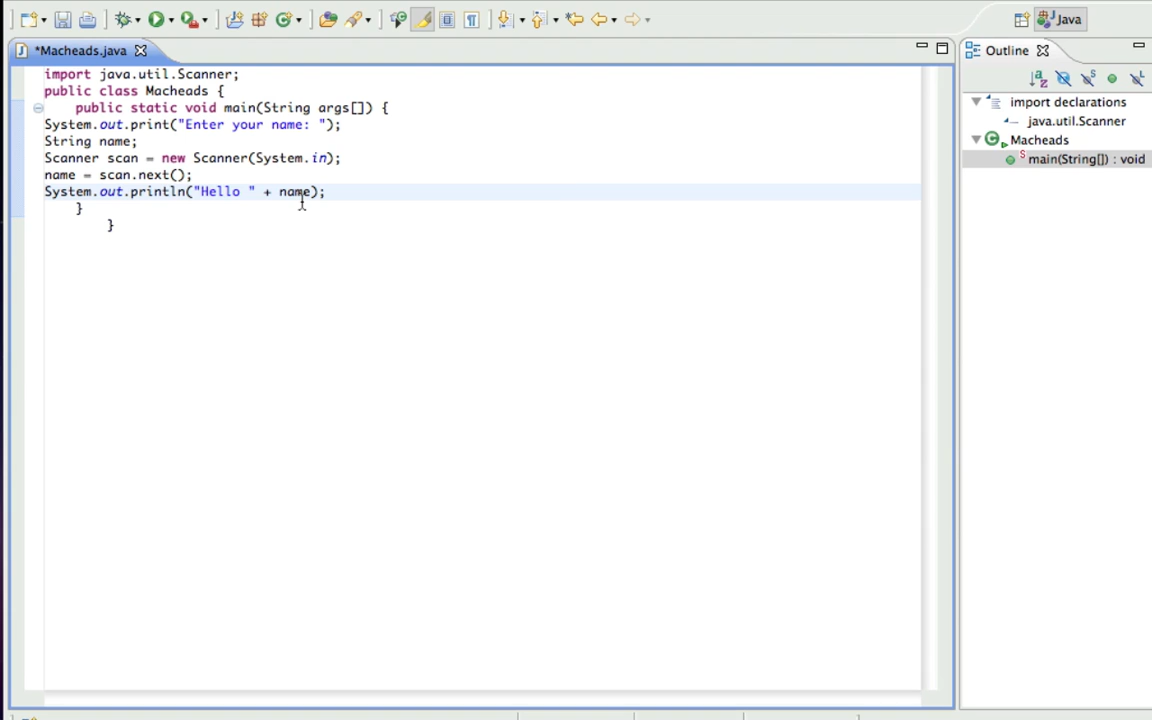 Java
*Macheads.java
Outline
import java.util.Scanner;
public class Macheads {
public static void main(String args[]) {
System.out.print("Enter your name: ");
String name;
Scanner scan = new Scanner(System.in);
name = scan.next();
System.out.println("Hello " + name);
}
}
import declarations
java.util.Scanner
Macheads
main(String[]) : void